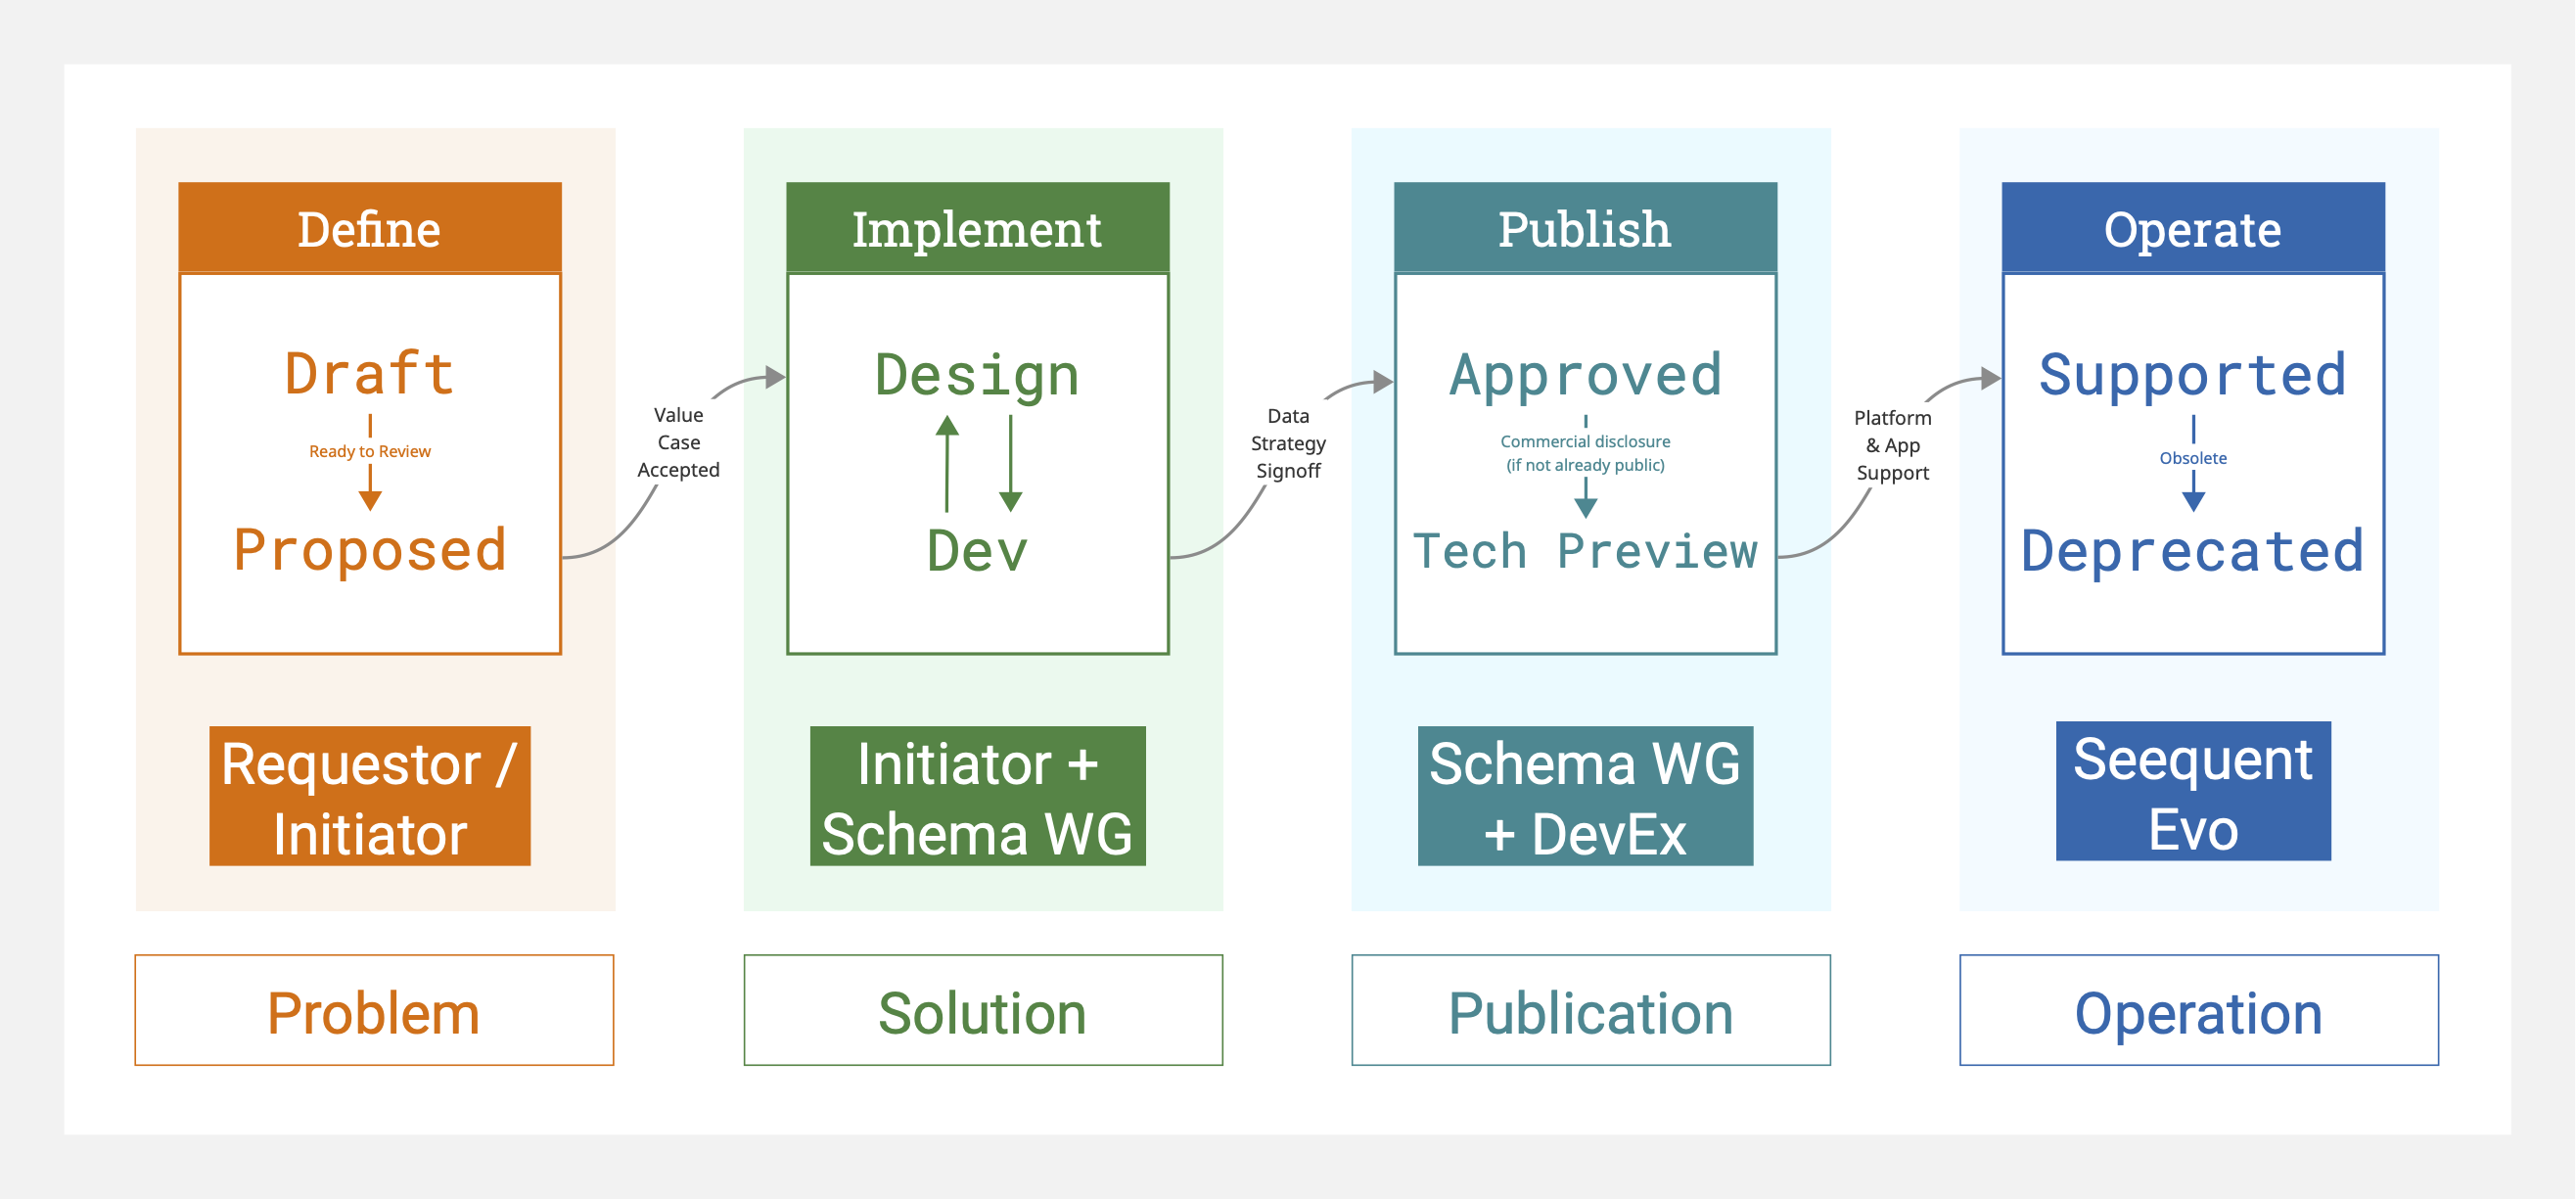 Define
Draft
Ready to Review
Proposed
Requestor /
Initiator
Problem
Value
Case
Accepted
Implement
Design
Dev
Initiator +
Schema WG
Solution
Data
Strategy
Signoff
Publish
Approved
Commercial disclosure
(if not already public)
Tech Preview
Schema WG
+ DevEx
Publication
Platform
& App
Support
Operate
Supported
Obsolete
Deprecated
Seequent
Evo
Operation